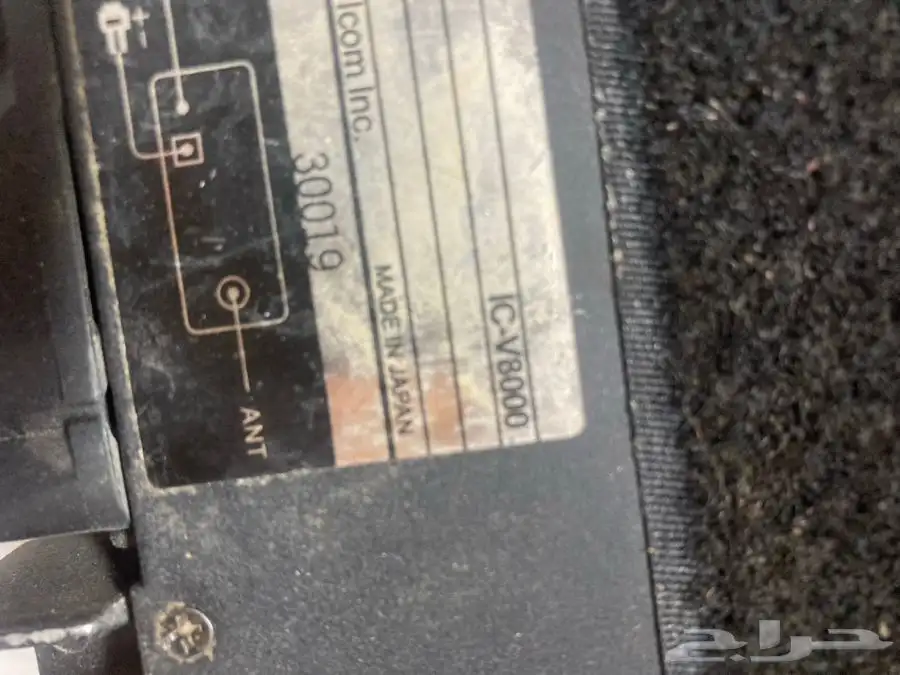 IC-V8000
MADE IN JAPAN
Icom Inc.
30019
+
-
ANT
حراج